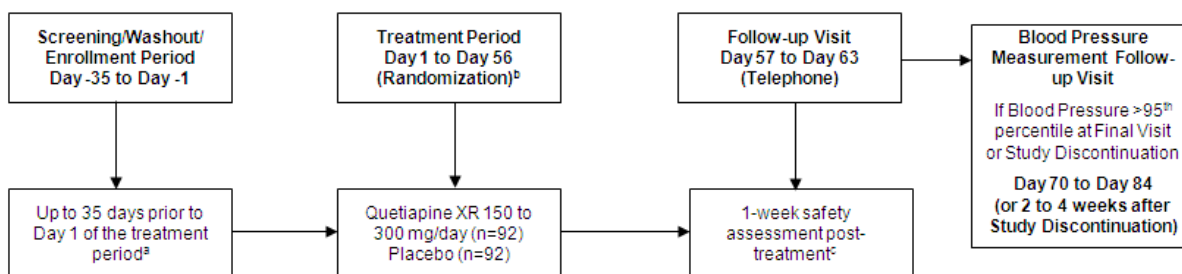 Screening/Washout/
Enrollment Period
Day -35 to Day -1
Treatment Period
Day 1 to Day 56
(Randomization)ᵇ
Follow-up Visit
Day 57 to Day 63
(Telephone)
Blood Pressure
Measurement Follow-
up Visit
If Blood Pressure >95ᵗʰ
percentile at Final Visit
or Study Discontinuation
Day 70 to Day 84
(or 2 to 4 weeks after
Study Discontinuation)
Up to 35 days prior to
Day 1 of the treatment
periodᵃ
Quetiapine XR 150 to
300 mg/day (n=92)
Placebo (n=92)
1-week safety
assessment post-
treatmentᶜ